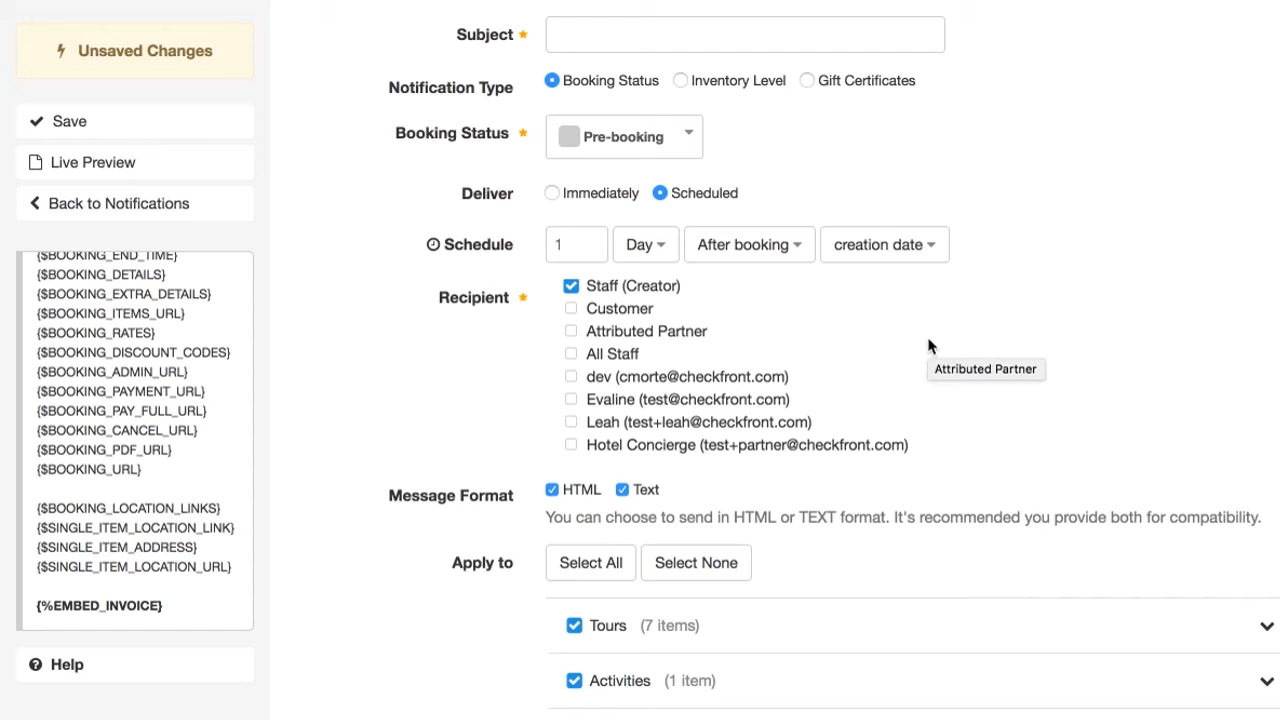 Unsaved Changes
Save
Live Preview
Back to Notifications
{$BOOKING_END_TIME}
{$BOOKING_DETAILS}
{$BOOKING_EXTRA_DETAILS}
{$BOOKING_ITEMS_URL}
{$BOOKING_RATES}
{$BOOKING_DISCOUNT_CODES}
{$BOOKING_ADMIN_URL}
{$BOOKING_PAYMENT_URL}
{$BOOKING_PAY_FULL_URL}
{$BOOKING_CANCEL_URL}
{$BOOKING_PDF_URL}
{$BOOKING_URL}
{$BOOKING_LOCATION_LINKS}
{$SINGLE_ITEM_LOCATION_LINK}
{$SINGLE_ITEM_ADDRESS}
{$SINGLE_ITEM_LOCATION_URL}
{%EMBED_INVOICE}
Help
Subject
Notification Type Booking Status Inventory Level Gift Certificates
Booking Status Pre-booking
Deliver Immediately Scheduled
Schedule 1 Day After booking creation date
Recipient Staff (Creator)
Customer
Attributed Partner
All Staff
Attributed Partner
dev (cmorte@checkfront.com)
Evaline (test@checkfront.com)
Leah (test+leah@checkfront.com)
Hotel Concierge (test+partner@checkfront.com)
Message Format HTML Text
You can choose to send in HTML or TEXT format. It's recommended you provide both for compatibility.
Apply to Select All Select None
Tours (7 items)
Activities (1 item)